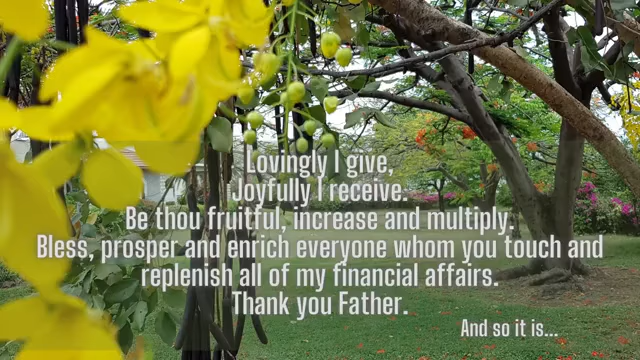 Lovingly I give,
Joyfully I receive.
Be thou fruitful, increase and multiply.
Bless, prosper and enrich everyone whom you touch and
replenish all of my financial affairs.
Thank you Father.
And so it is...